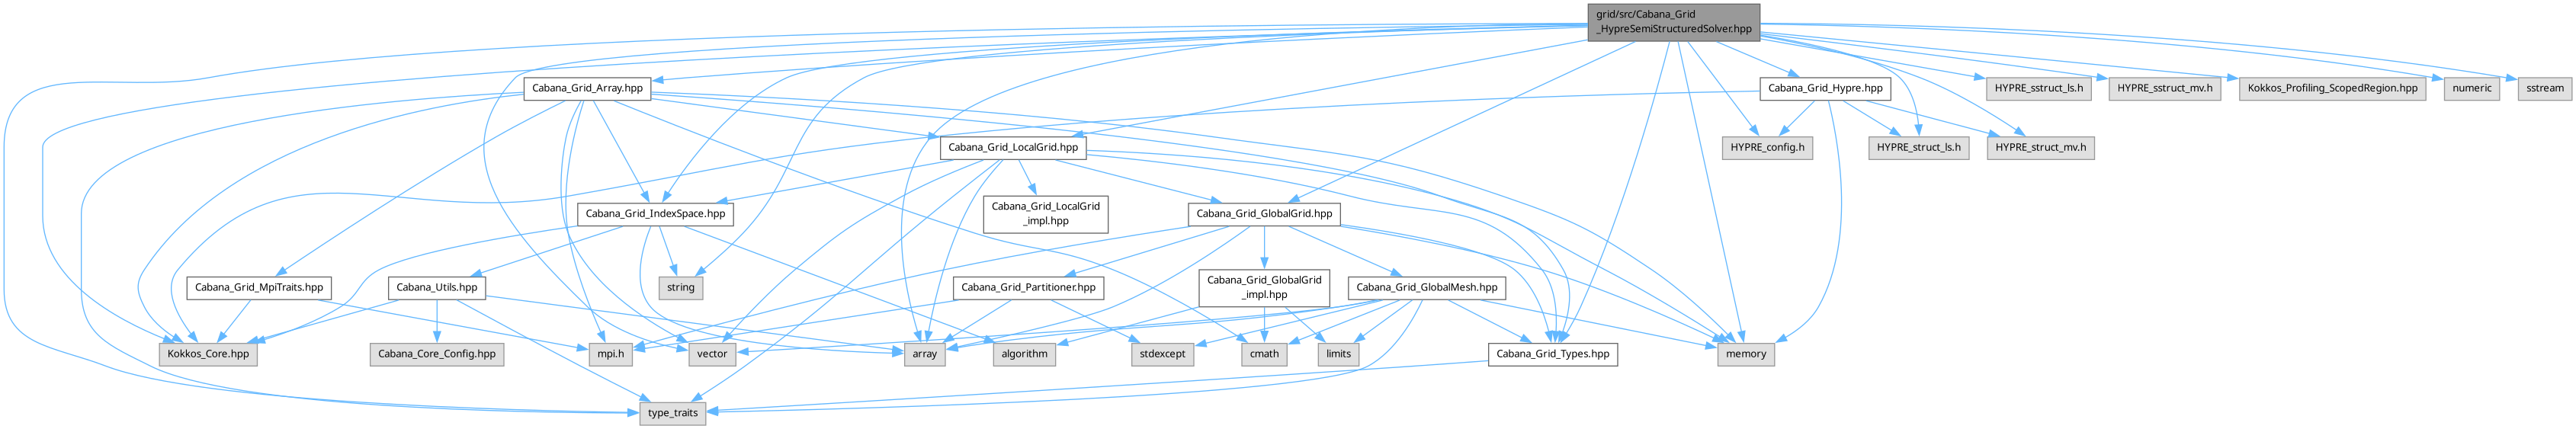 grid/src/Cabana_Grid
_HypreSemiStructuredSolver.hpp
Cabana_Grid_Array.hpp
Cabana_Grid_Hypre.hpp
HYPRE_sstruct_ls.h
HYPRE_sstruct_mv.h
Kokkos_Profiling_ScopedRegion.hpp
numeric
sstream
Cabana_Grid_LocalGrid.hpp
HYPRE_config.h
HYPRE_struct_ls.h
HYPRE_struct_mv.h
Cabana_Grid_IndexSpace.hpp
Cabana_Grid_LocalGrid
_impl.hpp
Cabana_Grid_GlobalGrid.hpp
Cabana_Grid_MpiTraits.hpp
Cabana_Utils.hpp
string
Cabana_Grid_Partitioner.hpp
Cabana_Grid_GlobalGrid
_impl.hpp
Cabana_Grid_GlobalMesh.hpp
Kokkos_Core.hpp
Cabana_Core_Config.hpp
mpi.h
vector
array
algorithm
stdexcept
cmath
limits
Cabana_Grid_Types.hpp
memory
type_traits